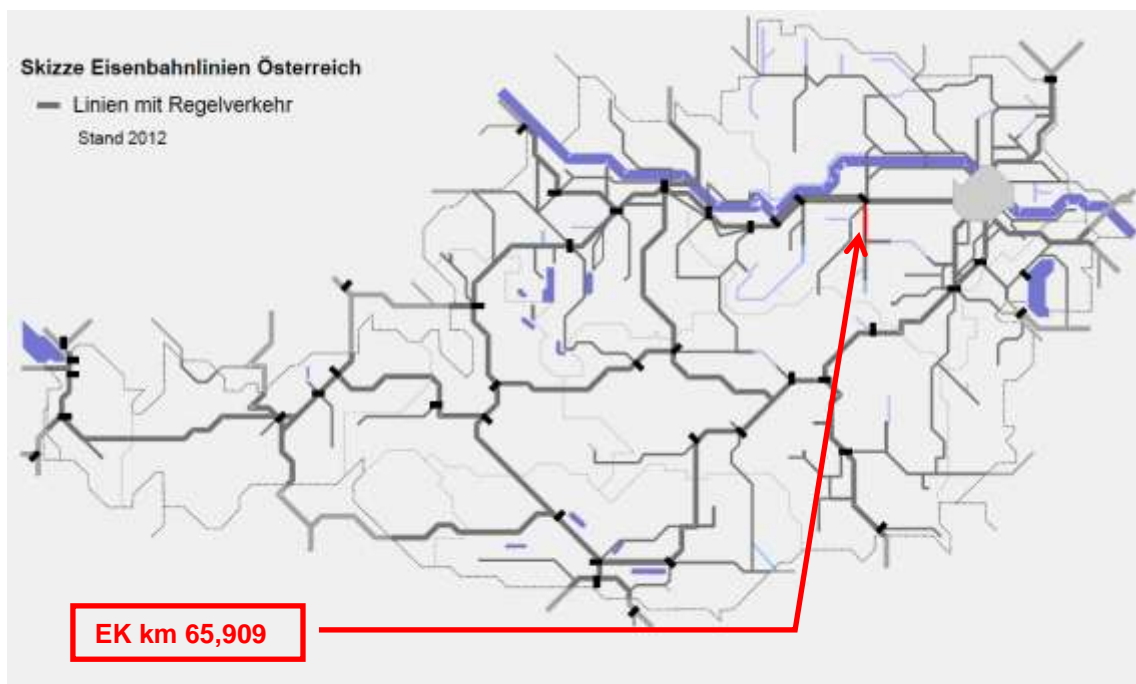 Skizze Eisenbahnlinien Österreich
Linien mit Regelverkehr
Stand 2012
EK km 65,909